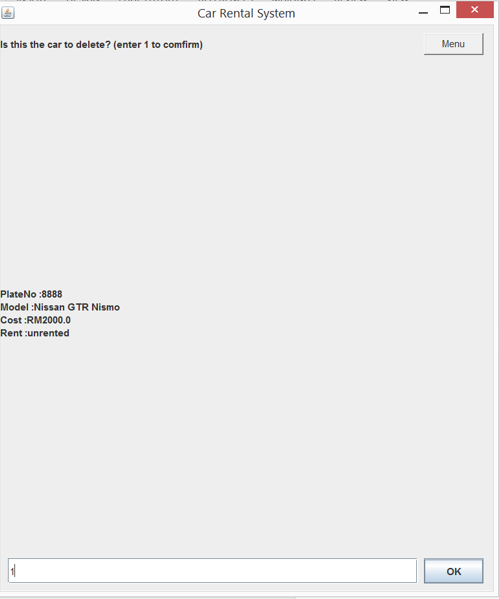 Car Rental System
Is this the car to delete? (enter 1 to comfirm)
Menu
PlateNo :8888
Model :Nissan GTR Nismo
Cost :RM2000.0
Rent :unrented
1
OK